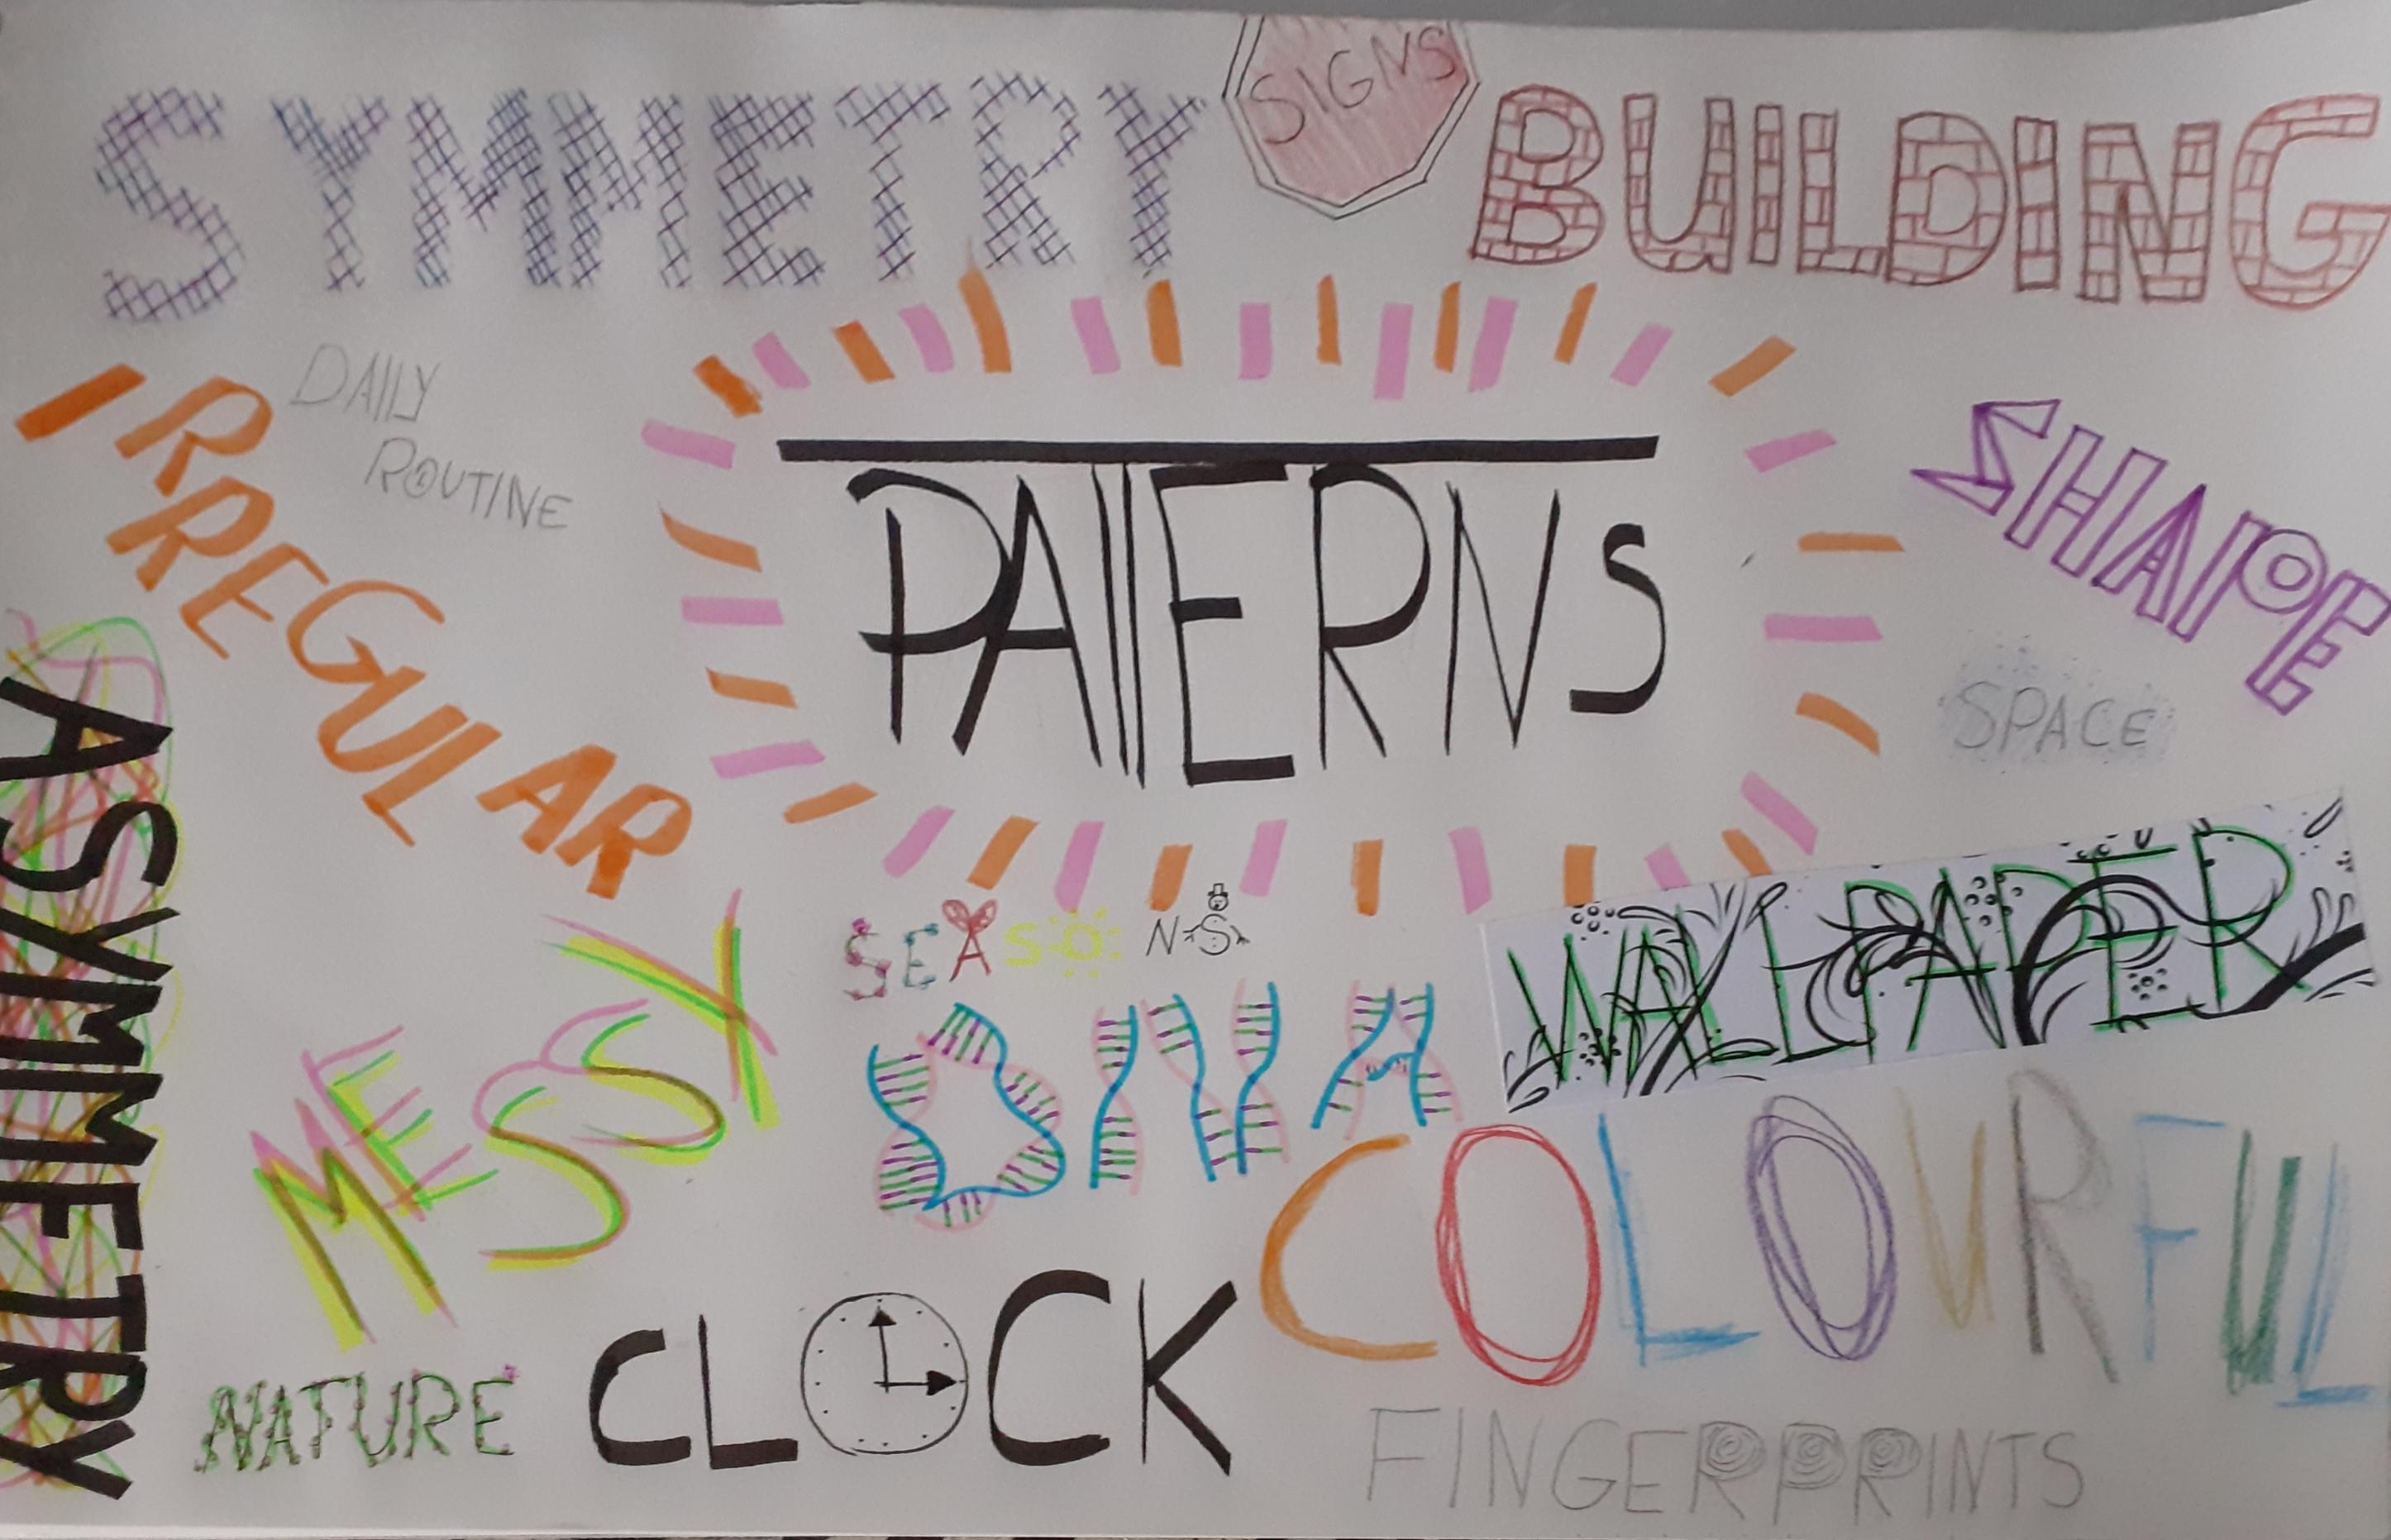 SIGNS
SYMMETRY
BUILDING
DAILY
ROUTINE
IRREGULAR
PATTERNS
SHAPE
SPACE
ASYMMETRY
MESSY
SEASONS
WALLPAPER
DNA
COLOURFUL
NATURE
CLOCK
FINGERPRINTS